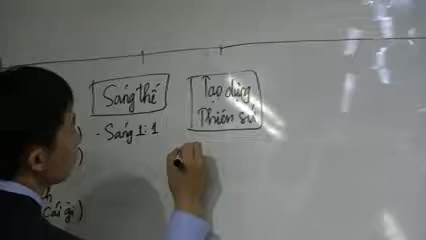 Sáng thế
- Sáng 1:1
Tạo dựng
Thiên sứ
Cái gì)